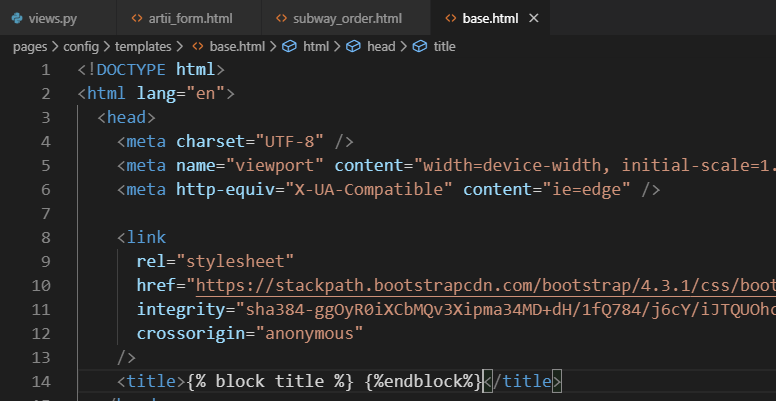 views.py artii_form.html subway_order.html base.html
pages > config > templates > base.html > html > head > title
1 <!DOCTYPE html>
2 <html lang="en">
3 <head>
4 <meta charset="UTF-8" />
5 <meta name="viewport" content="width=device-width, initial-scale=1.
6 <meta http-equiv="X-UA-Compatible" content="ie=edge" />
7
8 <link
9 rel="stylesheet"
10 href="https://stackpath.bootstrapcdn.com/bootstrap/4.3.1/css/boot
11 integrity="sha384-ggOyR0iXCbMQv3Xipma34MD+dH/1fQ784/j6cY/iJTQUOhc
12 crossorigin="anonymous"
13 />
14 <title>{% block title %} {%endblock%}</title>